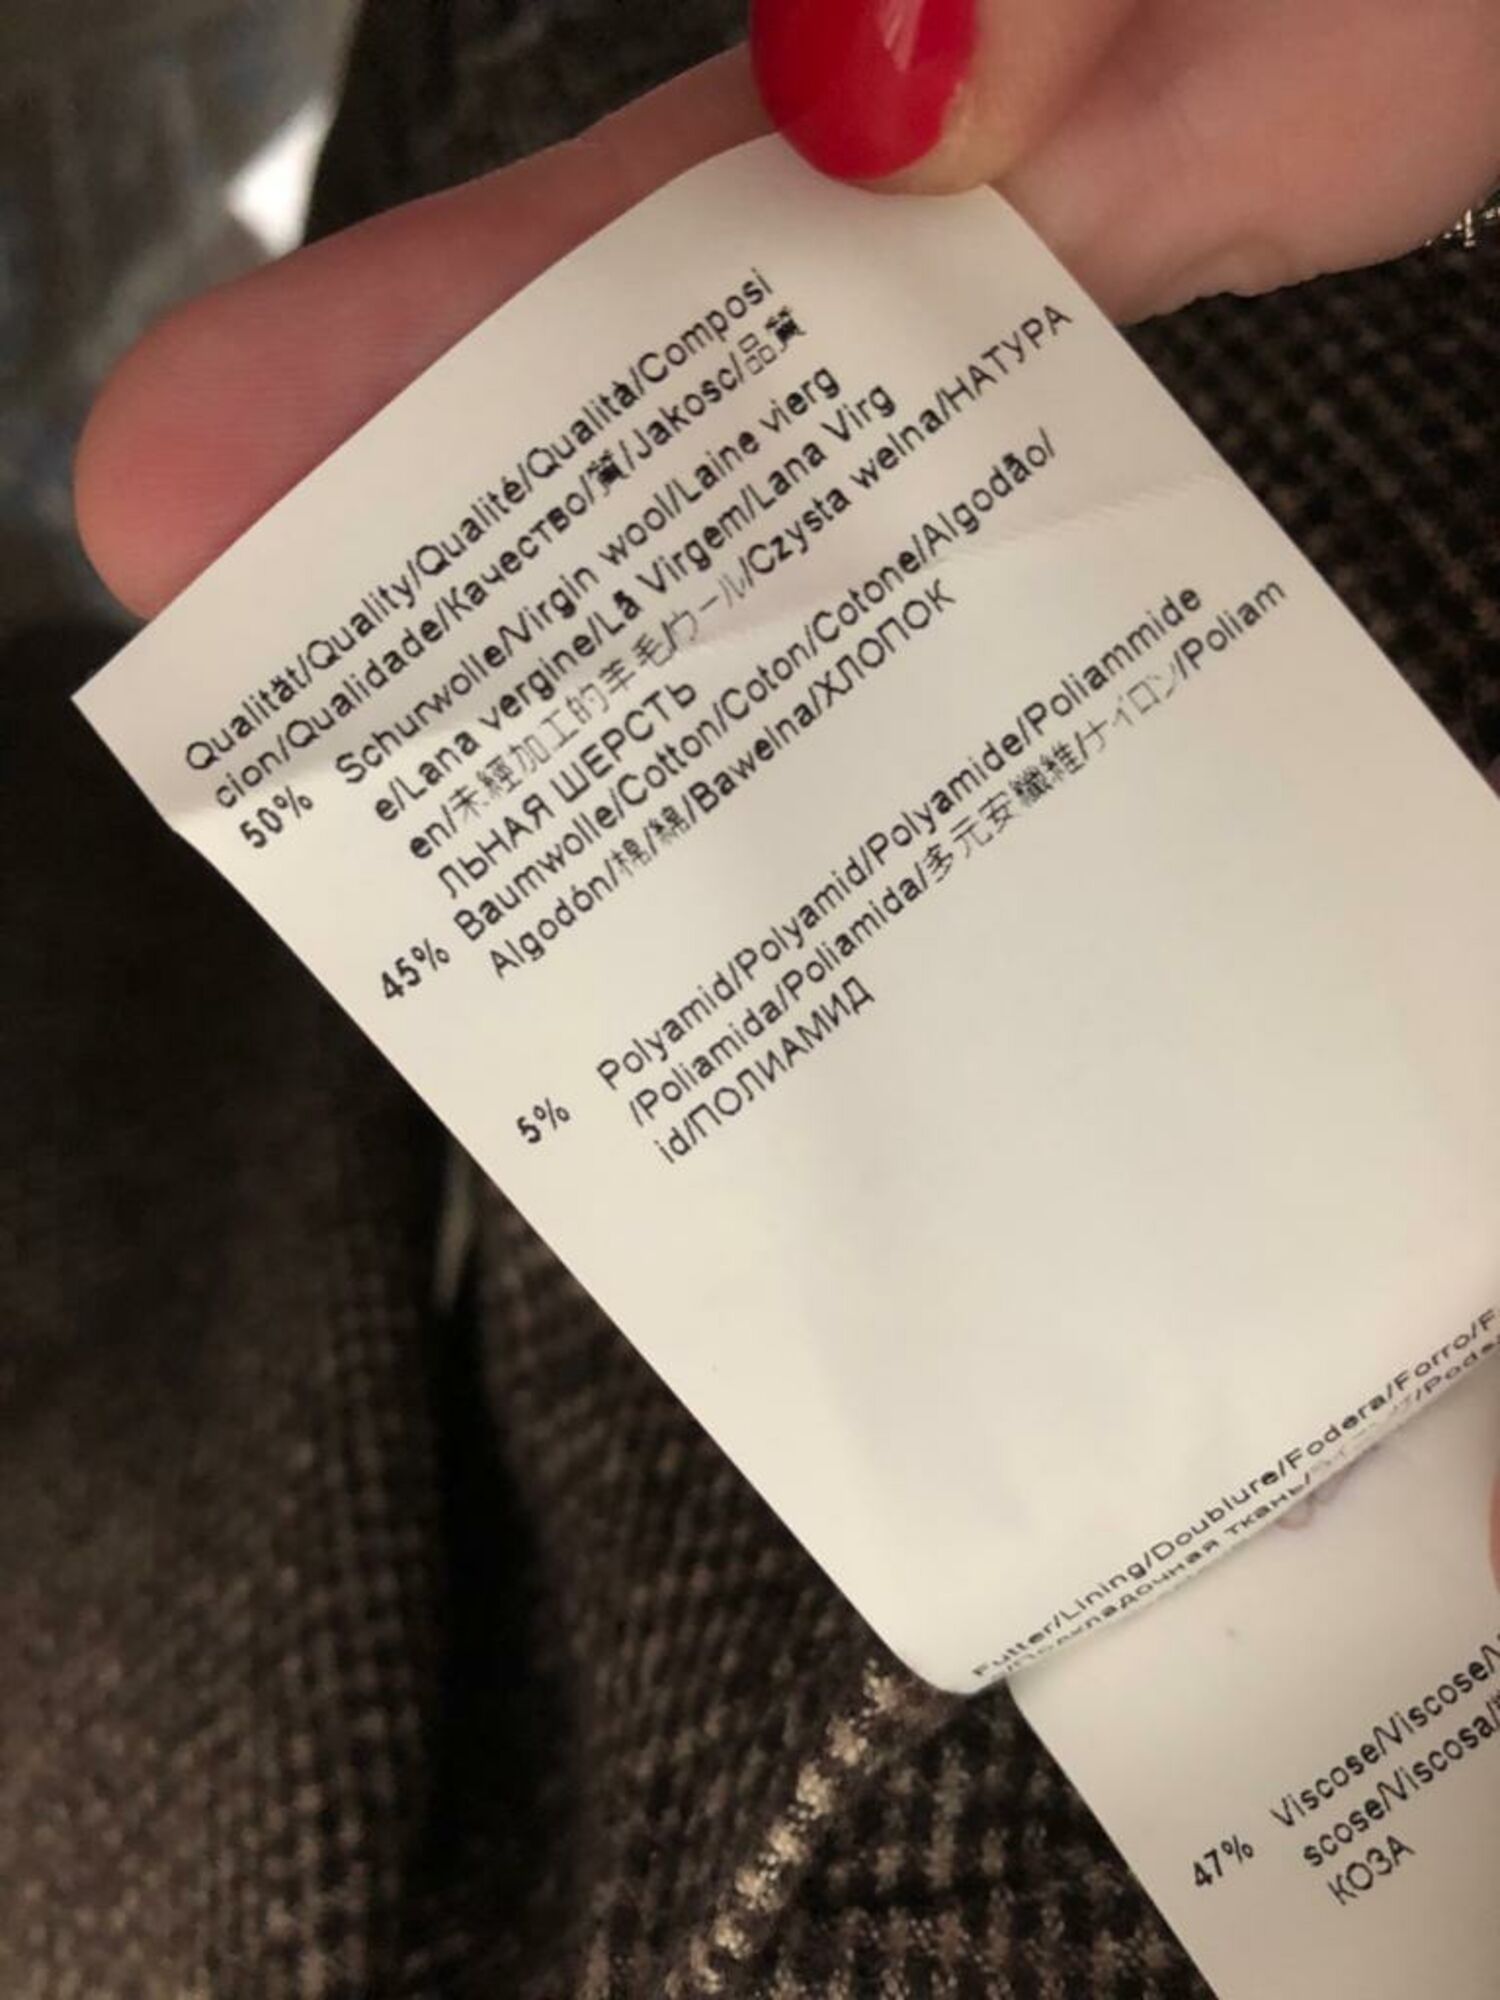 Qualität/Quality/Qualité/Qualità/Composi
cion/Qualidade/Качество/質/Jakosc/品質
50% Schurwolle/Virgin wool/Laine vierg
e/Lana vergine/Lã Virgem/Lana Virg
en/未經加工的羊毛/ウール/Czysta welna/НАТУРА
ЛЬНАЯ ШЕРСТЬ
45% Baumwolle/Cotton/Coton/Cotone/Algodão/
Algodón/棉/綿/Bawelna/ХЛОПОК
5% Polyamid/Polyamid/Polyamide/Poliammide
/Poliamida/Poliamida/多元安纖維/ナイロン/Poliam
id/ПОЛИАМИД
Futter/Lining/Doublure/Fodera/Forro/F
/Подкладочная ткань/
47% Viscose/Viscose/V
scose/Viscosa/
КОЗА